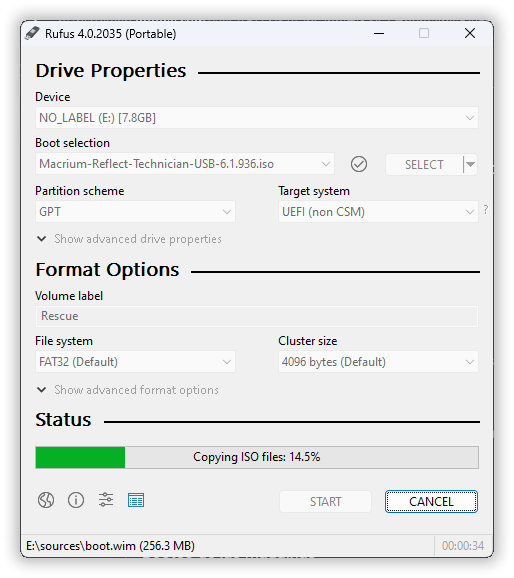 Rufus 4.0.2035 (Portable)
Drive Properties
Device
NO_LABEL (E:) [7.8GB]
Boot selection
Macrium-Reflect-Technician-USB-6.1.936.iso
SELECT
Partition scheme
Target system
GPT
UEFI (non CSM)
?
Show advanced drive properties
Format Options
Volume label
Rescue
File system
Cluster size
FAT32 (Default)
4096 bytes (Default)
Show advanced format options
Status
Copying ISO files: 14.5%
START
CANCEL
E:\sources\boot.wim (256.3 MB)
00:00:34